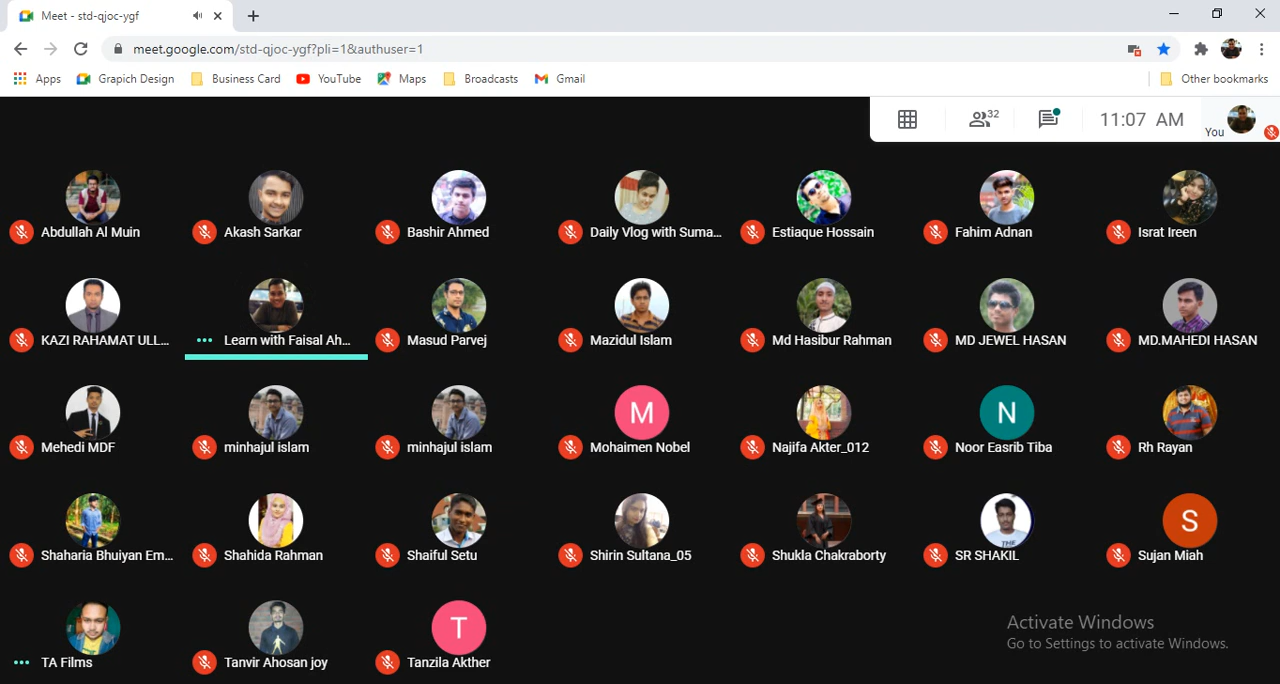 Meet - std-qjoc-ygf
meet.google.com/std-qjoc-ygf?pli=1&authuser=1
Apps Grapich Design Business Card YouTube Maps Broadcasts Gmail Other bookmarks
32 11:07 AM You
Abdullah Al Muin Akash Sarkar Bashir Ahmed Daily Vlog with Suma... Estiaque Hossain Fahim Adnan Israt Ireen
KAZI RAHAMAT ULL... Learn with Faisal Ah... Masud Parvej Mazidul Islam Md Hasibur Rahman MD JEWEL HASAN MD.MAHEDI HASAN
M N
Mehedi MDF minhajul islam minhajul islam Mohaimen Nobel Najifa Akter_012 Noor Easrib Tiba Rh Rayan
THE S
Shaharia Bhuiyan Em... Shahida Rahman Shaiful Setu Shirin Sultana_05 Shukla Chakraborty SR SHAKIL Sujan Miah
T
TA Films Tanvir Ahosan joy Tanzila Akther
Activate Windows
Go to Settings to activate Windows.